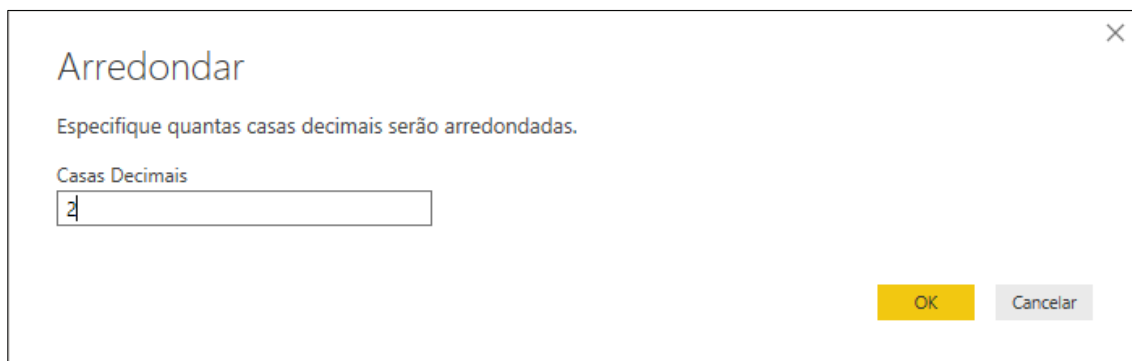 Arredondar
Especifique quantas casas decimais serão arredondadas.
Casas Decimais
2
OK Cancelar